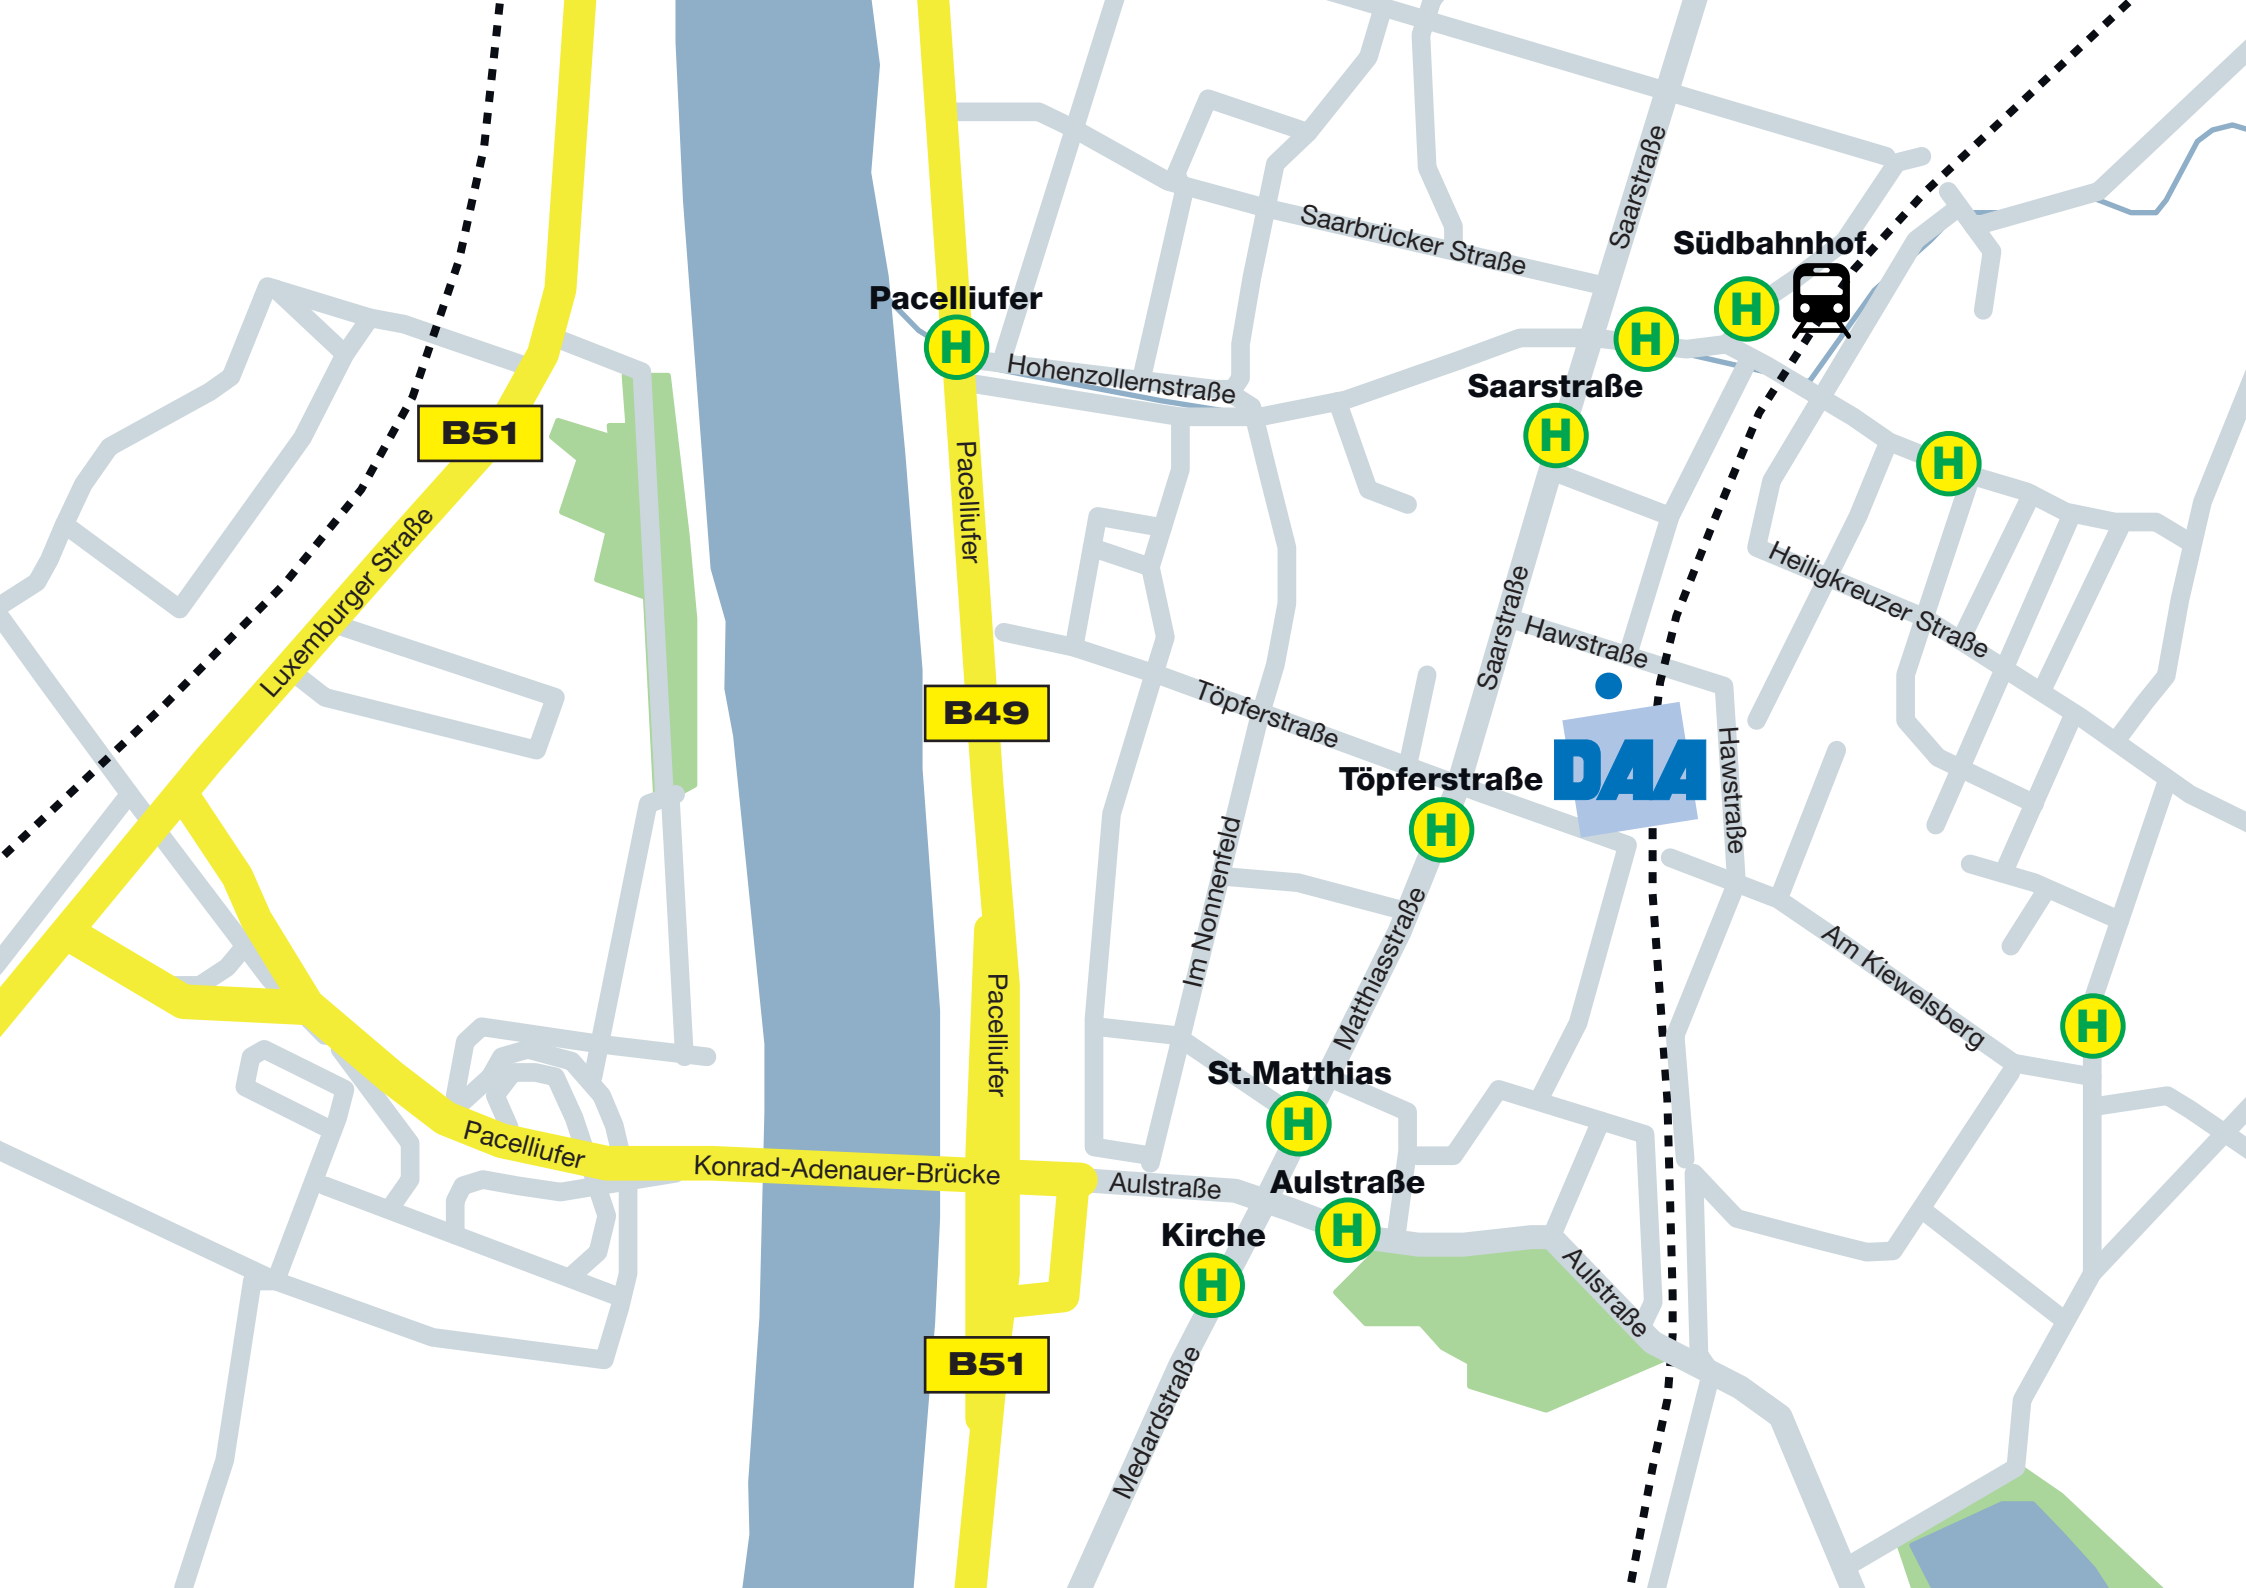 Saarstraße
Saarbrücker Straße
Südbahnhof
H
Pacelliufer
H
H
H
Hohenzollernstraße
Saarstraße
H
H
B51
Pacelliufer
Luxemburger Straße
Heiligkreuzer Straße
Saarstraße
Hawstraße
B49
Töpferstraße
DAA
Hawstraße
Töpferstraße
H
Im Nonnenfeld
Matthiasstraße
Am Kiewelsberg
Pacelliufer
H
St.Matthias
H
Pacelliufer
Konrad-Adenauer-Brücke
Aulstraße
Aulstraße
H
Kirche
H
Aulstraße
B51
Medardstraße